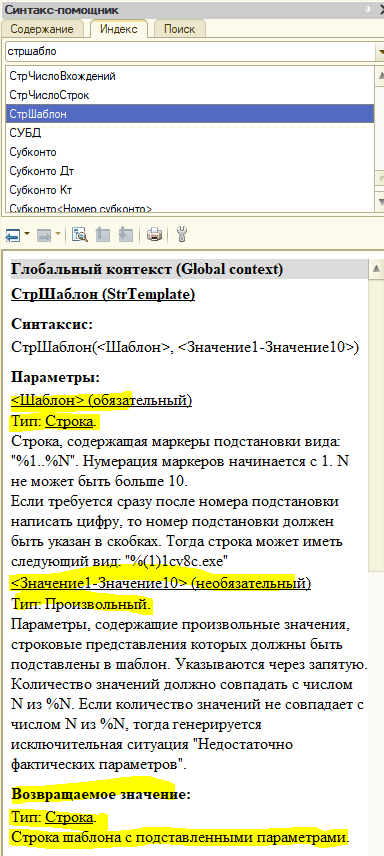 Синтакс-помощник
Содержание
Индекс
Поиск
стршабло
СтрЧислоВхождений
СтрЧислоСтрок
СтрШаблон
СУБД
Субконто
Субконто Дт
Субконто Кт
Субконто<Номер субконто>
Глобальный контекст (Global context)
СтрШаблон (StrTemplate)
Синтаксис:
СтрШаблон(<Шаблон>, <Значение1-Значение10>)
Параметры:
<Шаблон> (обязательный)
Тип: Строка.
Строка, содержащая маркеры подстановки вида:
"%1..%N". Нумерация маркеров начинается с 1. N
не может быть больше 10.
Если требуется сразу после номера подстановки
написать цифру, то номер подстановки должен
быть указан в скобках. Тогда строка может иметь
следующий вид: "%(1)1cv8c.exe"
<Значение1-Значение10> (необязательный)
Тип: Произвольный.
Параметры, содержащие произвольные значения,
строковые представления которых должны быть
подставлены в шаблон. Указываются через запятую.
Количество значений должно совпадать с числом
N из %N. Если количество значений не совпадает с
числом N из %N, тогда генерируется
исключительная ситуация "Недостаточно
фактических параметров".
Возвращаемое значение:
Тип: Строка.
Строка шаблона с подставленными параметрами.